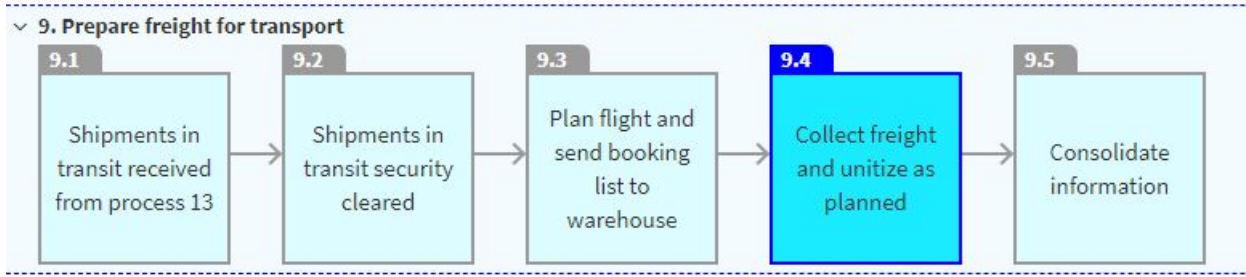 9. Prepare freight for transport
9.1
Shipments in
transit received
from process 13
9.2
Shipments in
transit security
cleared
9.3
Plan flight and
send booking
list to
warehouse
9.4
Collect freight
and unitize as
planned
9.5
Consolidate
information